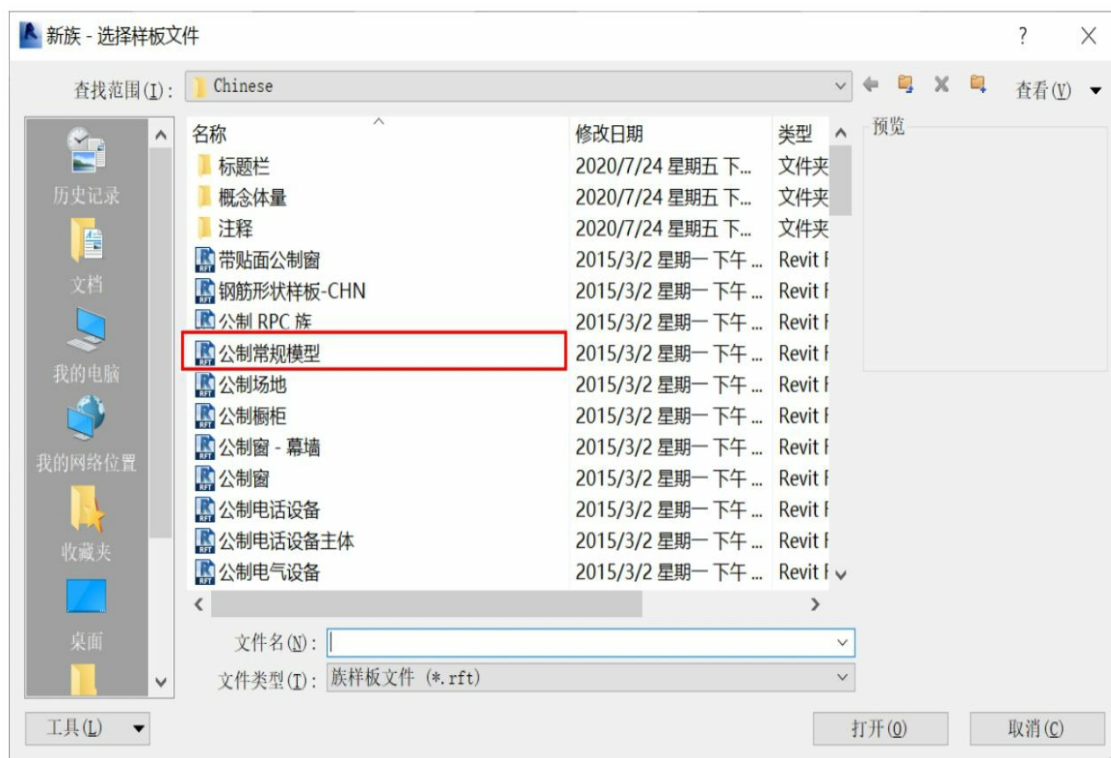 新族 - 选择样板文件
查找范围(I): Chinese 查看(V)
历史记录
文档
我的电脑
我的网络位置
收藏夹
桌面
名称 修改日期 类型
标题栏 2020/7/24 星期五 下... 文件夹
概念体量 2020/7/24 星期五 下... 文件夹
注释 2020/7/24 星期五 下... 文件夹
带贴面公制窗 2015/3/2 星期一 下午 ... Revit F
钢筋形状样板-CHN 2015/3/2 星期一 下午 ... Revit F
公制 RPC 族 2015/3/2 星期一 下午 ... Revit F
公制常规模型 2015/3/2 星期一 下午 ... Revit F
公制场地 2015/3/2 星期一 下午 ... Revit F
公制橱柜 2015/3/2 星期一 下午 ... Revit F
公制窗 - 幕墙 2015/3/2 星期一 下午 ... Revit F
公制窗 2015/3/2 星期一 下午 ... Revit F
公制电话设备 2015/3/2 星期一 下午 ... Revit F
公制电话设备主体 2015/3/2 星期一 下午 ... Revit F
公制电气设备 2015/3/2 星期一 下午 ... Revit F
预览
文件名(N):
文件类型(I): 族样板文件 (*.rft)
工具(L) 打开(O) 取消(C)